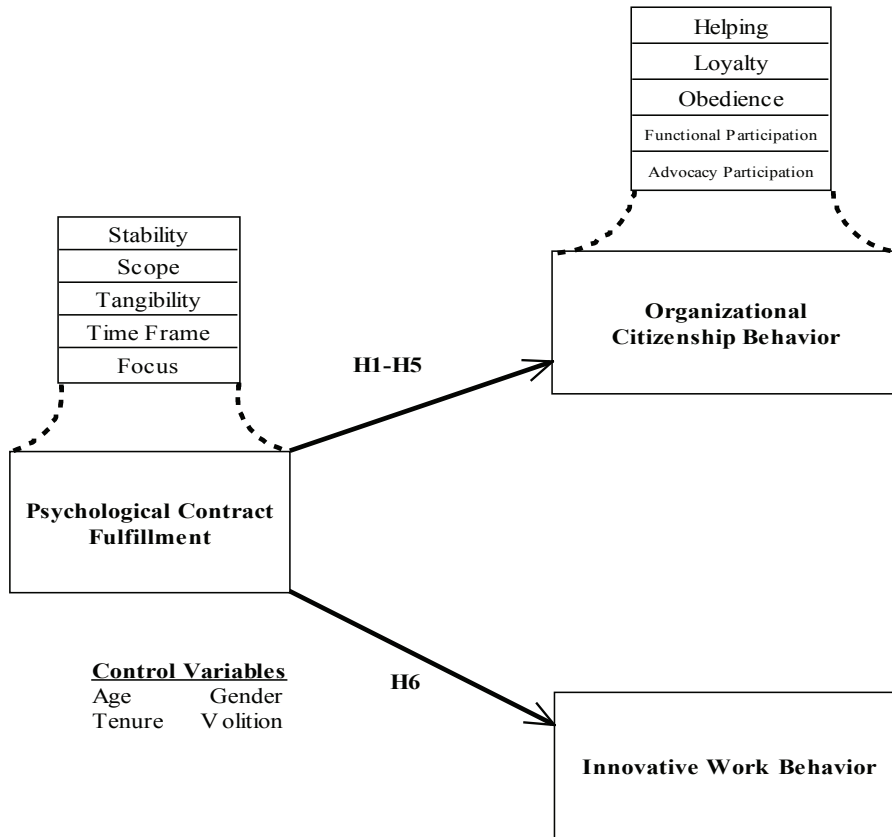 Helping
Loyalty
Obedience
Functional Participation
Advocacy Participation
Stability
Scope
Tangibility
Time Frame
Focus
Organizational
Citizenship Behavior
H1-H5
Psychological Contract
Fulfillment
Control Variables
Age Gender
Tenure Volition
H6
Innovative Work Behavior